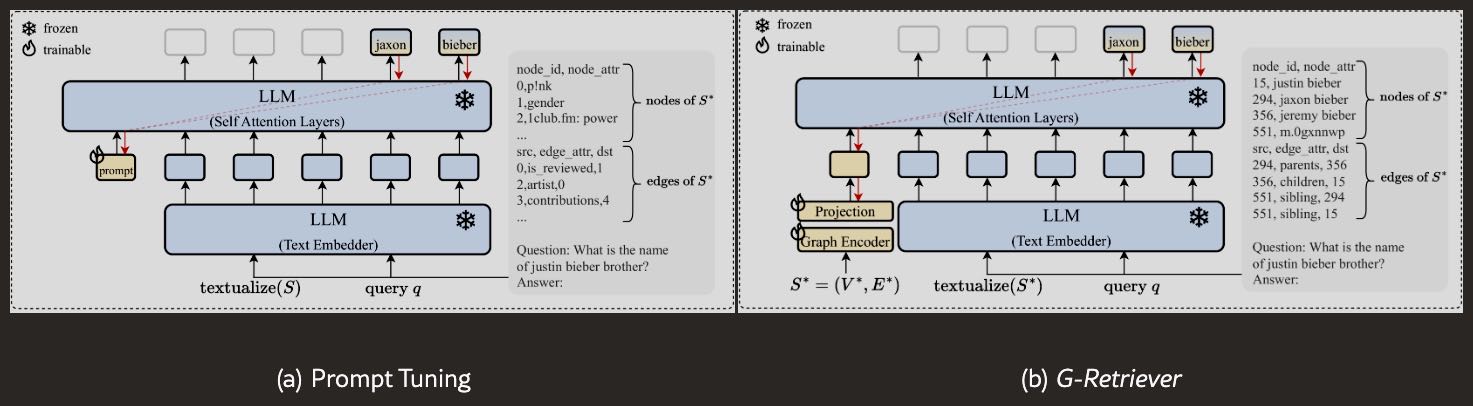 frozen
trainable
jaxon
bieber
LLM
(Self Attention Layers)
prompt
LLM
(Text Embedder)
textualize(S)
query q
node_id, node_attr
0,p!nk
1,gender
2,1club.fm: power
...
nodes of S*
src, edge_attr, dst
0,is_reviewed,1
2,artist,0
3,contributions,4
...
edges of S*
Question: What is the name
of justin bieber brother?
Answer:
(a) Prompt Tuning
frozen
trainable
jaxon
bieber
LLM
(Self Attention Layers)
Projection
Graph Encoder
LLM
(Text Embedder)
S* = (V*, E*)
textualize(S*)
query q
node_id, node_attr
15, justin bieber
294, jaxon bieber
356, jeremy bieber
551, m.0gxnnwp
nodes of S*
src, edge_attr, dst
294, parents, 356
356, children, 15
551, sibling, 294
551, sibling, 15
edges of S*
Question: What is the name
of justin bieber brother?
Answer:
(b) G-Retriever